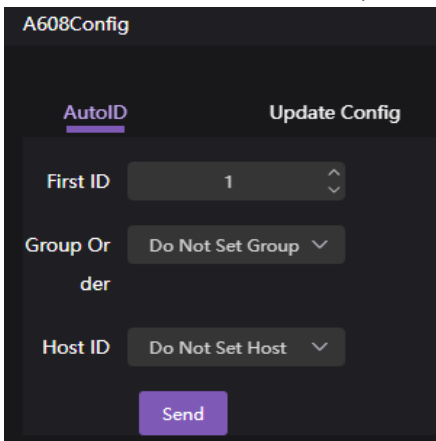 A608Config
AutoID Update Config
First ID 1
Group Or Do Not Set Group
der
Host ID Do Not Set Host
Send